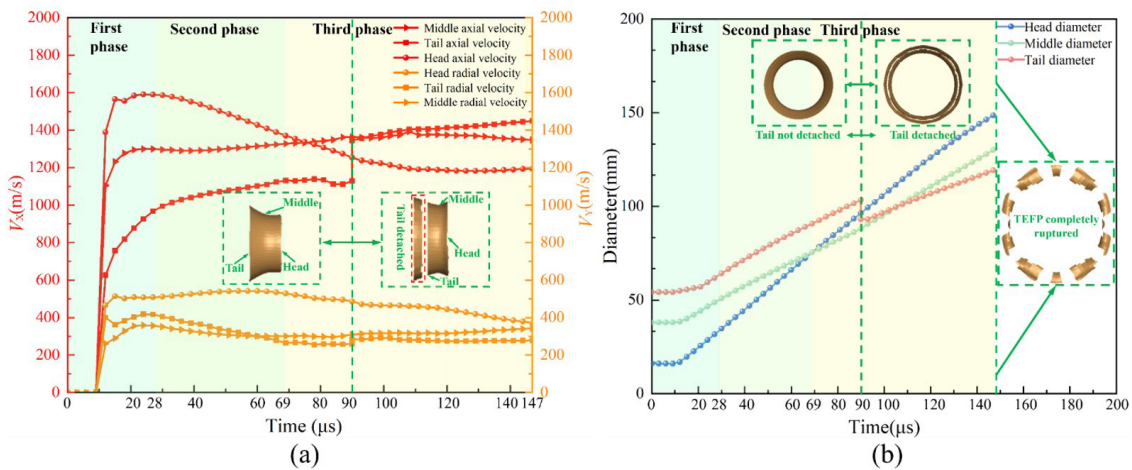 (a)
First phase
Second phase
Third phase
Middle axial velocity
Tail axial velocity
Head axial velocity
Head radial velocity
Tail radial velocity
Middle radial velocity
Vx(m/s)
2000
1800
1600
1400
1200
1000
800
600
400
200
0
Middle
Tail
Head
Tail detached
Middle
Head
Tail
VY(m/s)
2000
1800
1600
1400
1200
1000
800
600
400
200
0
0 20 28 40 60 69 80 90 100 120 140 147
Time (μs)
(a)
(b)
First phase
Second phase
Third phase
Head diameter
Middle diameter
Tail diameter
Diameter(mm)
200
150
100
50
0
Tail not detached
Tail detached
TEFP completely
ruptured
0 20 28 40 60 69 80 90 100 120 140 160 180 200
Time(μs)
(b)